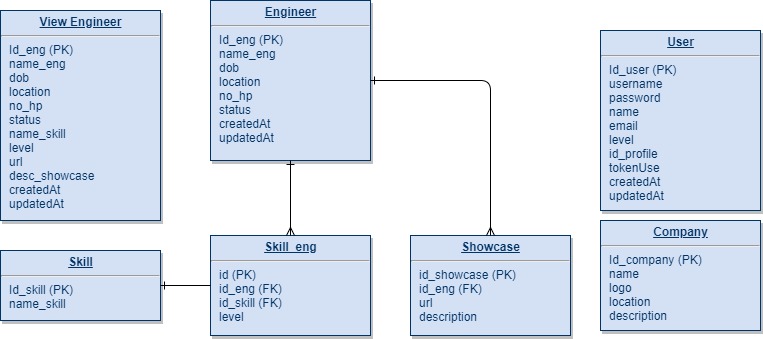 View Engineer
Id_eng (PK)
name_eng
dob
location
no_hp
status
name_skill
level
url
desc_showcase
createdAt
updatedAt
Engineer
Id_eng (PK)
name_eng
dob
location
no_hp
status
createdAt
updatedAt
User
Id_user (PK)
username
password
name
email
level
id_profile
tokenUse
createdAt
updatedAt
Skill
Id_skill (PK)
name_skill
Skill_eng
id (PK)
id_eng (FK)
id_skill (FK)
level
Showcase
id_showcase (PK)
id_eng (FK)
url
description
Company
Id_company (PK)
name
logo
location
description